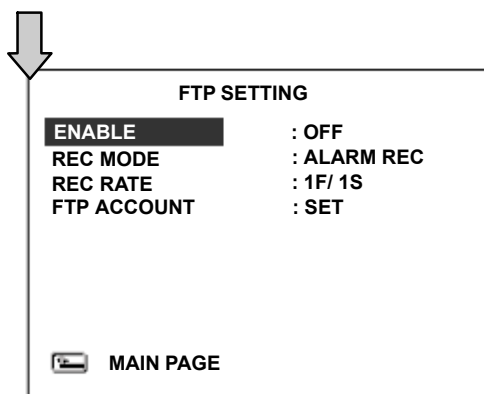 FTP SETTING
ENABLE : OFF
REC MODE : ALARM REC
REC RATE : 1F/ 1S
FTP ACCOUNT : SET
MAIN PAGE